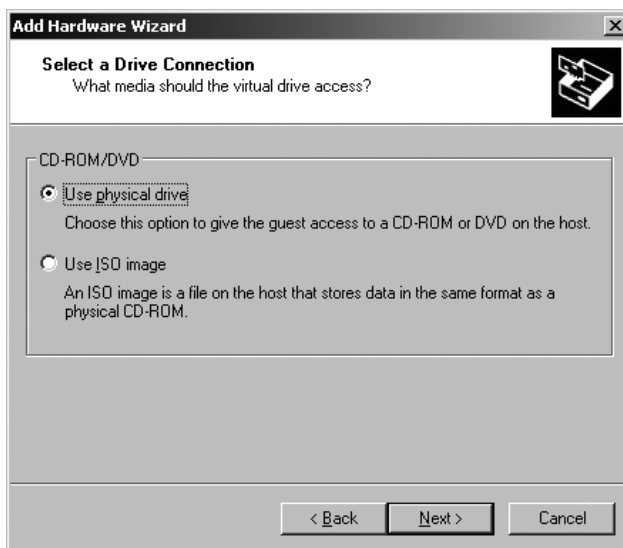 Add Hardware Wizard
Select a Drive Connection
What media should the virtual drive access?
CD-ROM/DVD
Use physical drive
Choose this option to give the guest access to a CD-ROM or DVD on the host.
Use ISO image
An ISO image is a file on the host that stores data in the same format as a
physical CD-ROM.
< Back
Next >
Cancel